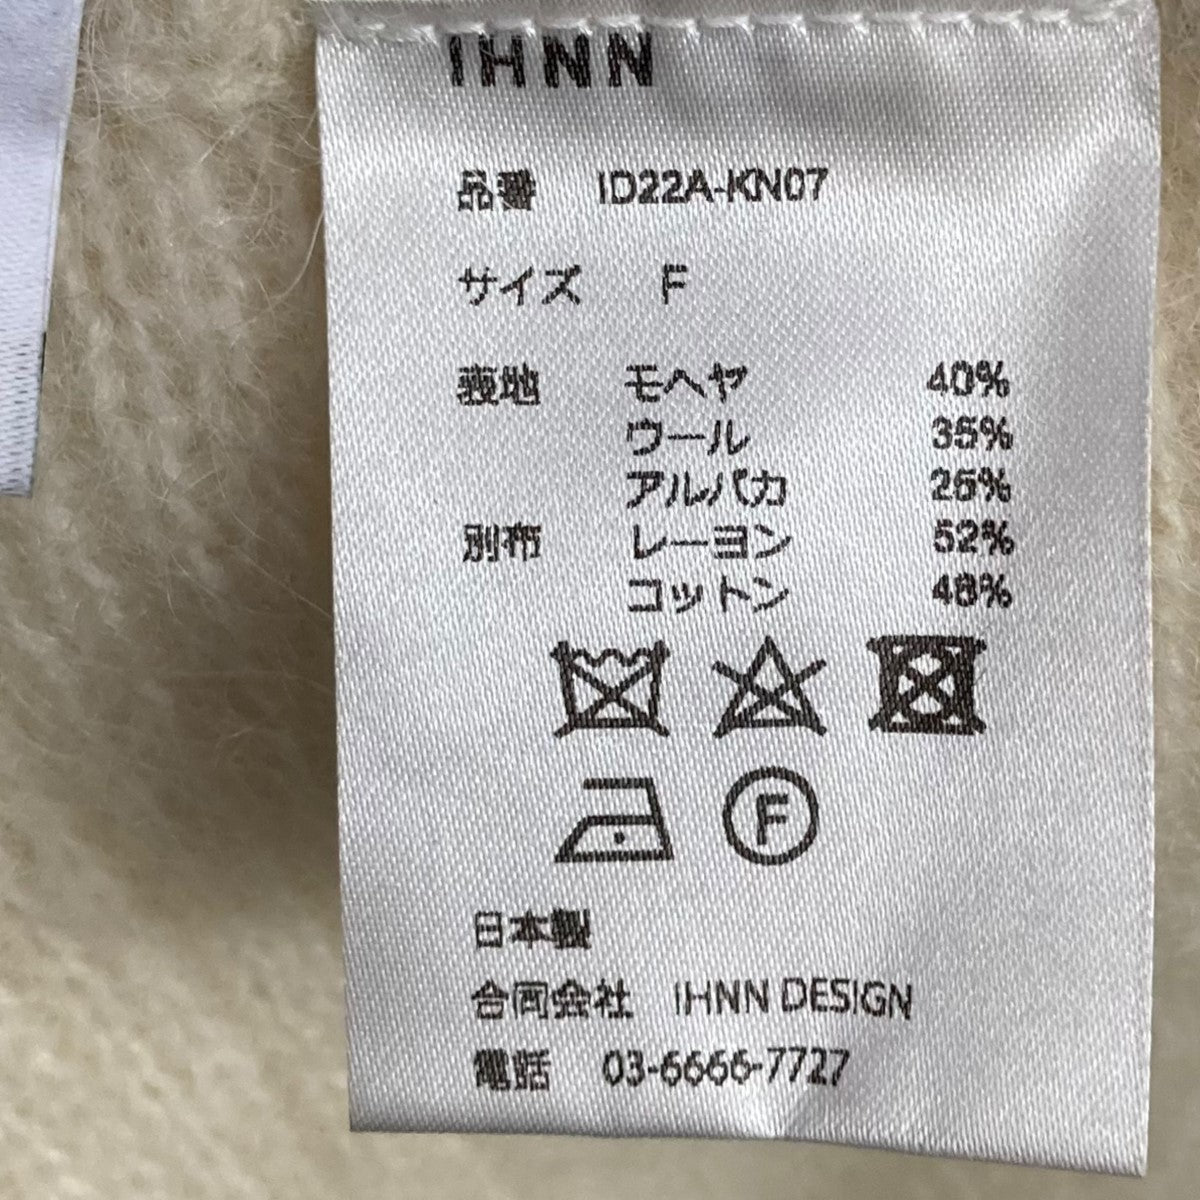 IHNN
品番 ID22A-KN07
サイズ F
表地 モヘヤ 40%
ウール 35%
アルパカ 25%
別布 レーヨン 52%
コットン 48%
F
日本製
合同会社 IHNN DESIGN
電話 03-6666-7727